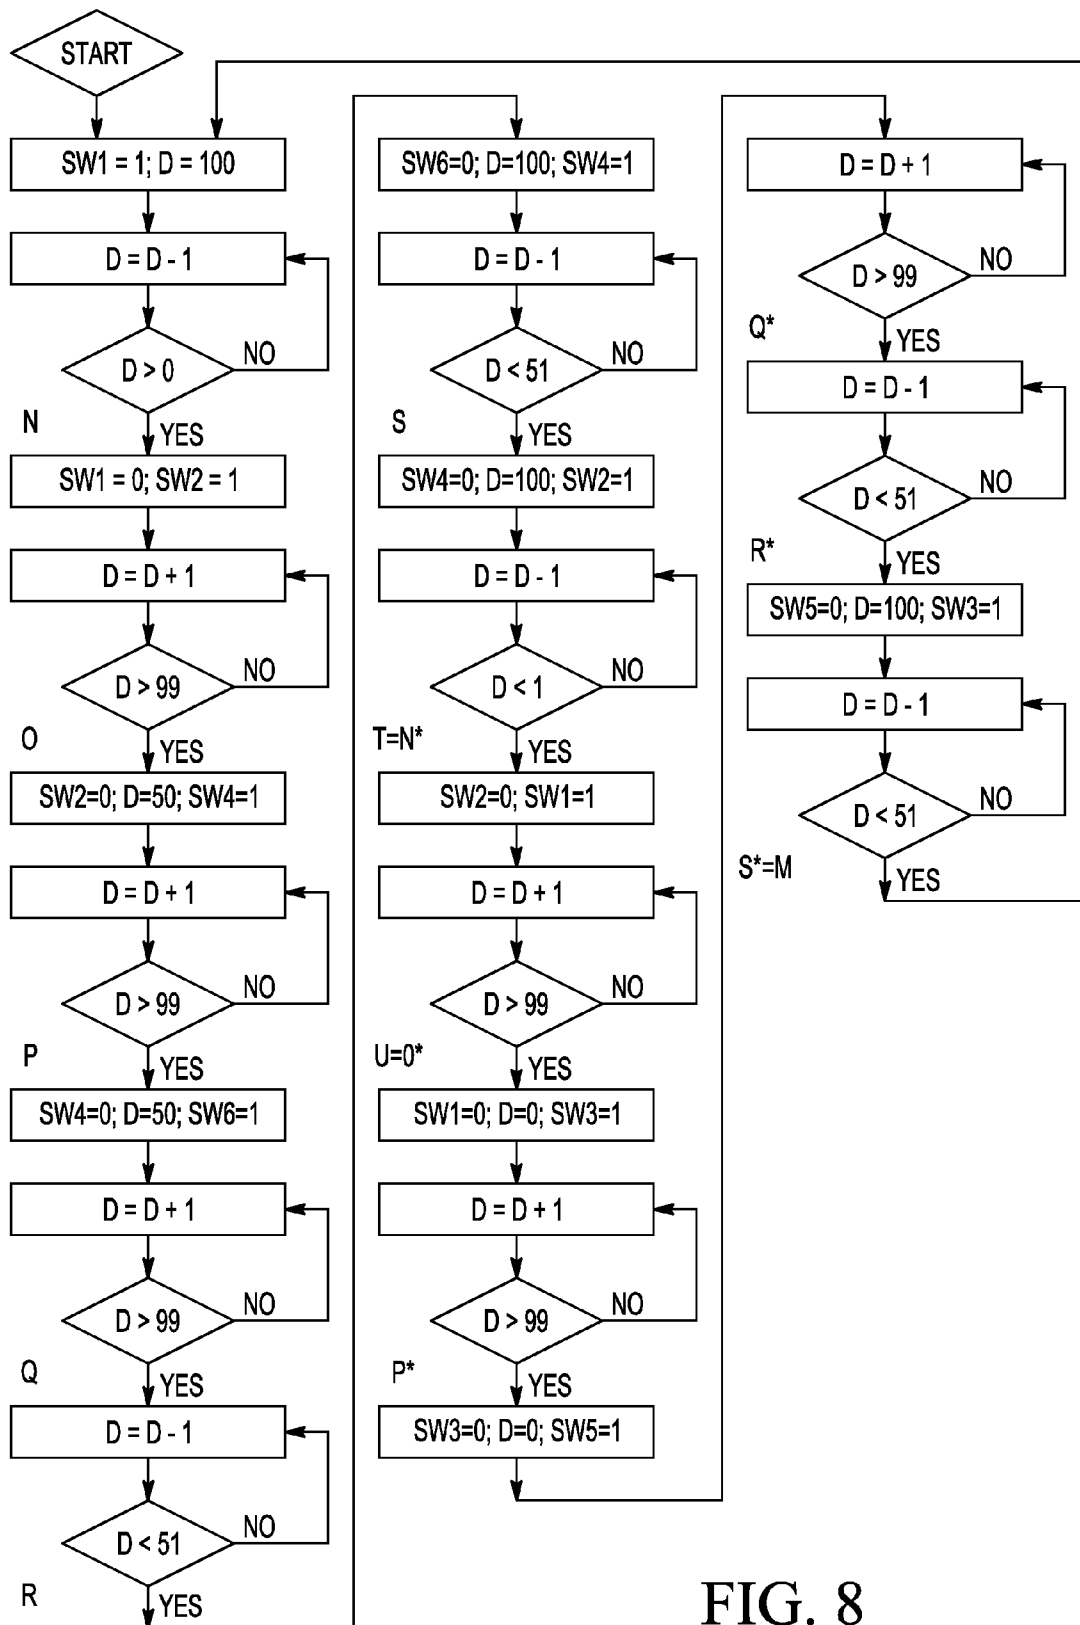 START
SW1 = 1; D = 100
D = D - 1
D > 0
NO
N
YES
SW1 = 0; SW2 = 1
D = D + 1
D > 99
NO
O
YES
SW2=0; D=50; SW4=1
D = D + 1
D > 99
NO
P
YES
SW4=0; D=50; SW6=1
D = D + 1
D > 99
NO
Q
YES
D = D - 1
D < 51
NO
R
YES
SW6=0; D=100; SW4=1
D = D - 1
D < 51
NO
S
YES
SW4=0; D=100; SW2=1
D = D - 1
D < 1
NO
T=N*
YES
SW2=0; SW1=1
D = D + 1
D > 99
NO
U=0*
YES
SW1=0; D=0; SW3=1
D = D + 1
D > 99
NO
P*
YES
SW3=0; D=0; SW5=1
D = D + 1
D > 99
NO
Q*
YES
D = D - 1
D < 51
NO
R*
YES
SW5=0; D=100; SW3=1
D = D - 1
D < 51
NO
S*=M
YES
FIG. 8